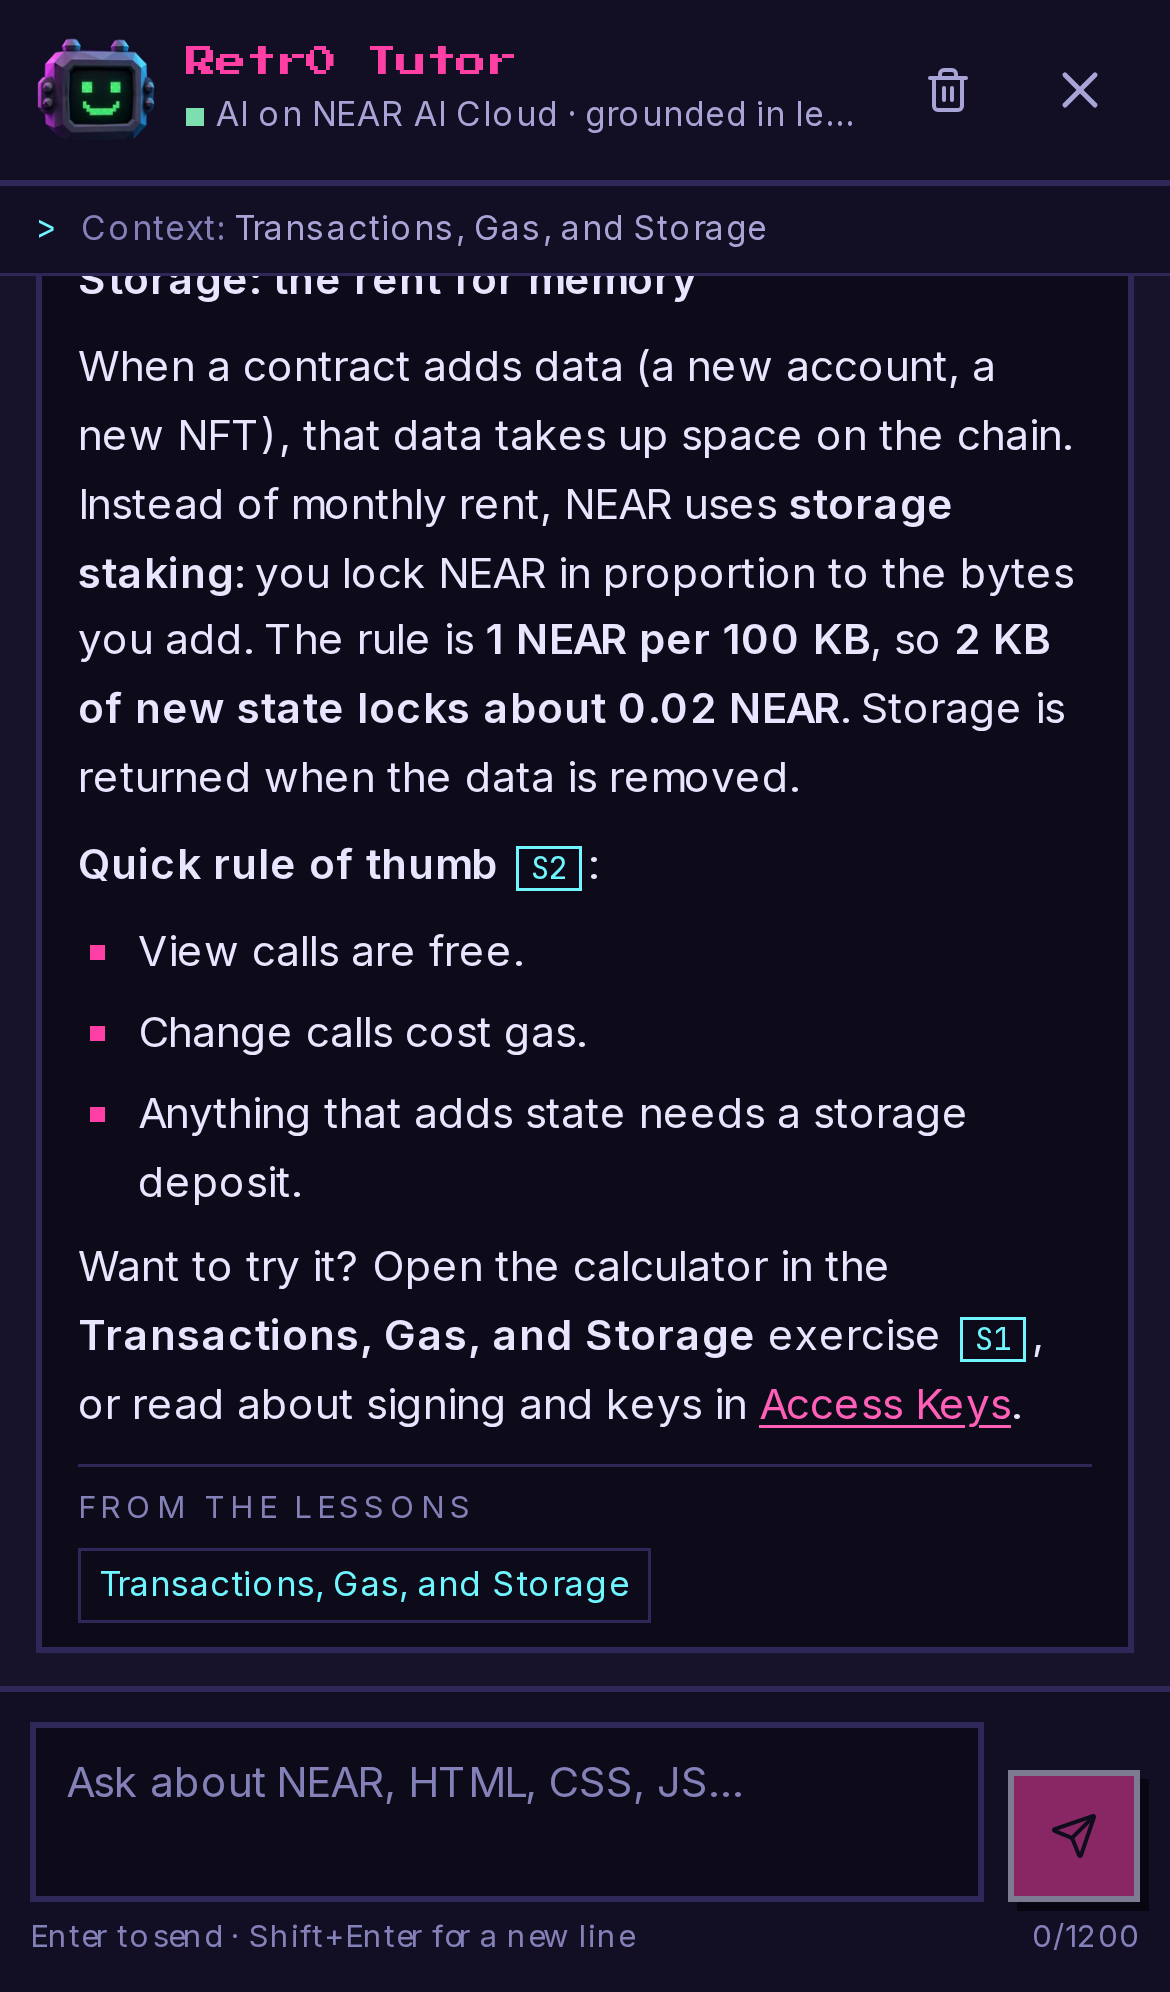 Retr0 Tutor
AI on NEAR AI Cloud · grounded in le...
> Context: Transactions, Gas, and Storage
Storage: the rent for memory
When a contract adds data (a new account, a
new NFT), that data takes up space on the chain.
Instead of monthly rent, NEAR uses storage
staking: you lock NEAR in proportion to the bytes
you add. The rule is 1 NEAR per 100 KB, so 2 KB
of new state locks about 0.02 NEAR. Storage is
returned when the data is removed.
Quick rule of thumb S2:
View calls are free.
Change calls cost gas.
Anything that adds state needs a storage
deposit.
Want to try it? Open the calculator in the
Transactions, Gas, and Storage exercise S1,
or read about signing and keys in Access Keys.
FROM THE LESSONS
Transactions, Gas, and Storage
Ask about NEAR, HTML, CSS, JS...
Enter to send · Shift+Enter for a new line
0/1200